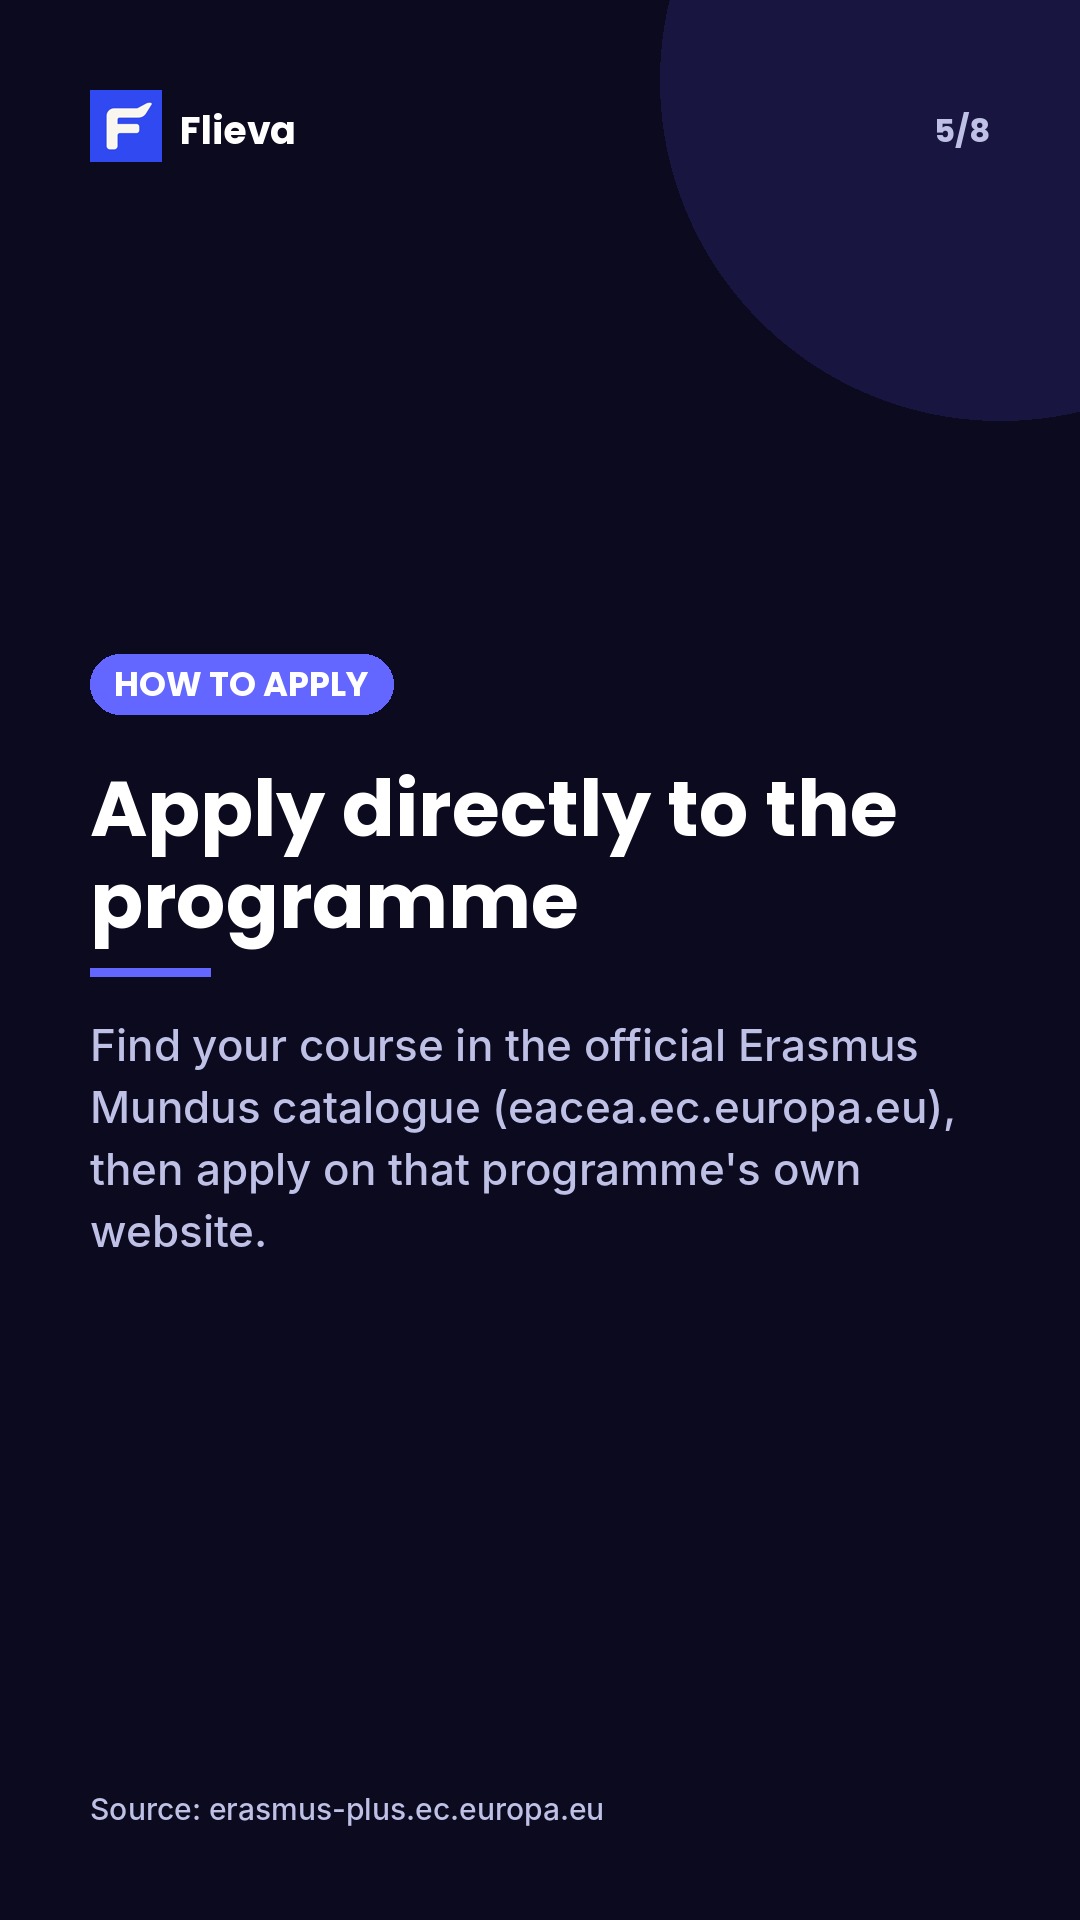 Flieva
5/8
HOW TO APPLY
Apply directly to the
programme
Find your course in the official Erasmus
Mundus catalogue (eacea.ec.europa.eu),
then apply on that programme's own
website.
Source: erasmus-plus.ec.europa.eu